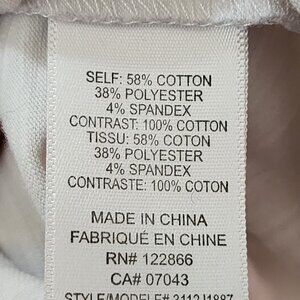 SELF: 58% COTTON
38% POLYESTER
4% SPANDEX
CONTRAST: 100% COTTON
TISSU: 58% COTON
38% POLYESTER
4% SPANDEX
CONTRASTE: 100% COTON
MADE IN CHINA
FABRIQUÉ EN CHINE
RN# 122866
CA# 07043
STYLE/MODELE#